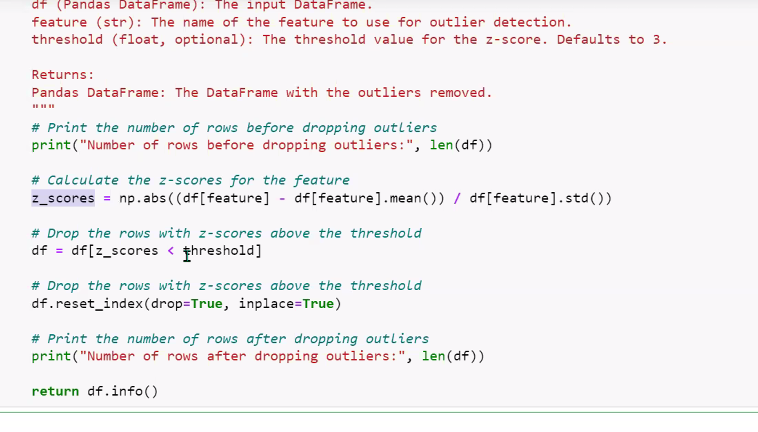 df (Pandas DataFrame): The input DataFrame.
feature (str): The name of the feature to use for outlier detection.
threshold (float, optional): The threshold value for the z-score. Defaults to 3.
Returns:
Pandas DataFrame: The DataFrame with the outliers removed.
"""
# Print the number of rows before dropping outliers
print("Number of rows before dropping outliers:", len(df))
# Calculate the z-scores for the feature
z_scores = np.abs((df[feature] - df[feature].mean()) / df[feature].std())
# Drop the rows with z-scores above the threshold
df = df[z_scores < threshold]
# Drop the rows with z-scores above the threshold
df.reset_index(drop=True, inplace=True)
# Print the number of rows after dropping outliers
print("Number of rows after dropping outliers:", len(df))
return df.info()